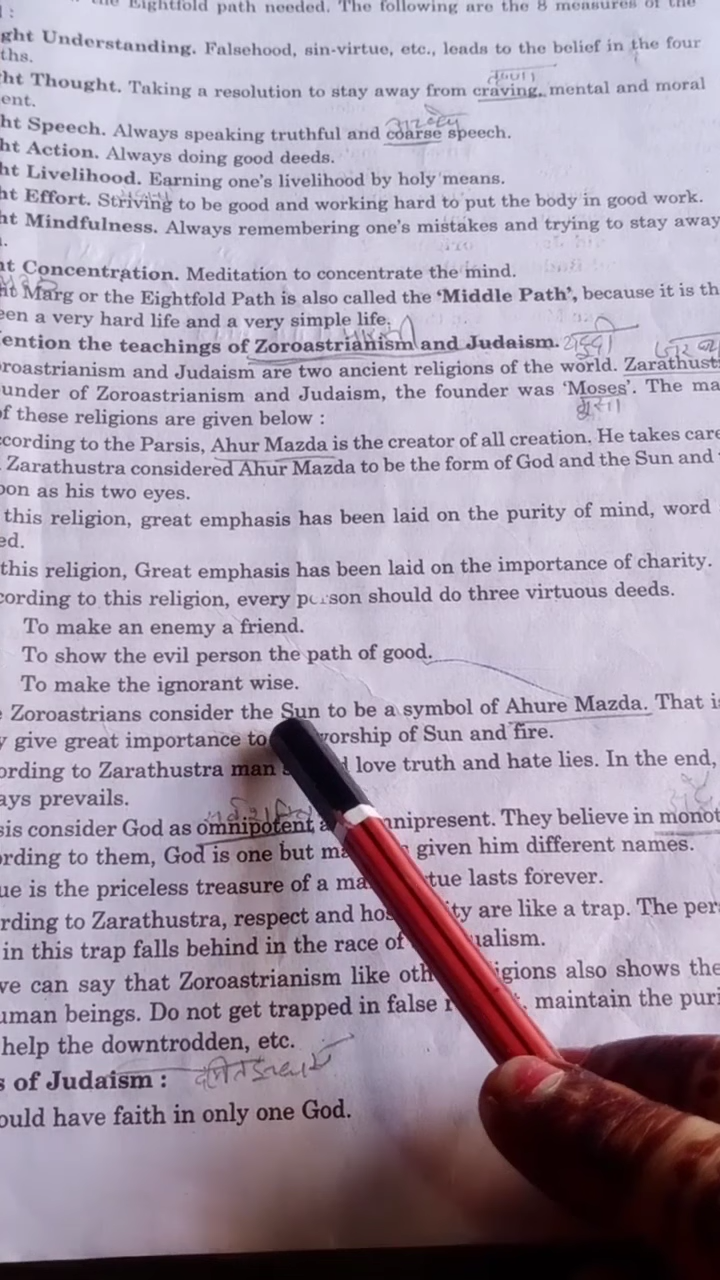 the Eightfold path needed. The following are the 8 measures of the
:
ght Understanding. Falsehood, sin-virtue, etc., leads to the belief in the four
ths.
ht Thought. Taking a resolution to stay away from craving, mental and moral
ent.
ht Speech. Always speaking truthful and coarse speech.
ht Action. Always doing good deeds.
ht Livelihood. Earning one's livelihood by holy means.
ht Effort. Striving to be good and working hard to put the body in good work.
ht Mindfulness. Always remembering one's mistakes and trying to stay away
.
nt Concentration. Meditation to concentrate the mind.
nt Marg or the Eightfold Path is also called the 'Middle Path', because it is th
een a very hard life and a very simple life.
ention the teachings of Zoroastrianism and Judaism.
roastrianism and Judaism are two ancient religions of the world. Zarathust
under of Zoroastrianism and Judaism, the founder was 'Moses'. The ma
मूसा
of these religions are given below :
cording to the Parsis, Ahur Mazda is the creator of all creation. He takes care
Zarathustra considered Ahur Mazda to be the form of God and the Sun and
oon as his two eyes.
this religion, great emphasis has been laid on the purity of mind, word
ed.
this religion, Great emphasis has been laid on the importance of charity.
cording to this religion, every person should do three virtuous deeds.
To make an enemy a friend.
To show the evil person the path of good.
To make the ignorant wise.
e Zoroastrians consider the Sun to be a symbol of Ahure Mazda. That i
y give great importance to worship of Sun and fire.
ording to Zarathustra man love truth and hate lies. In the end,
ays prevails.
sis consider God as omnipotent mnipresent. They believe in monot
ording to them, God is one but ma given him different names.
ue is the priceless treasure of a ma tue lasts forever.
rding to Zarathustra, respect and hos ty are like a trap. The per
in this trap falls behind in the race of ualism.
ve can say that Zoroastrianism like oth igions also shows the
uman beings. Do not get trapped in false r , maintain the puri
help the downtrodden, etc.
s of Judaism :
ould have faith in only one God.